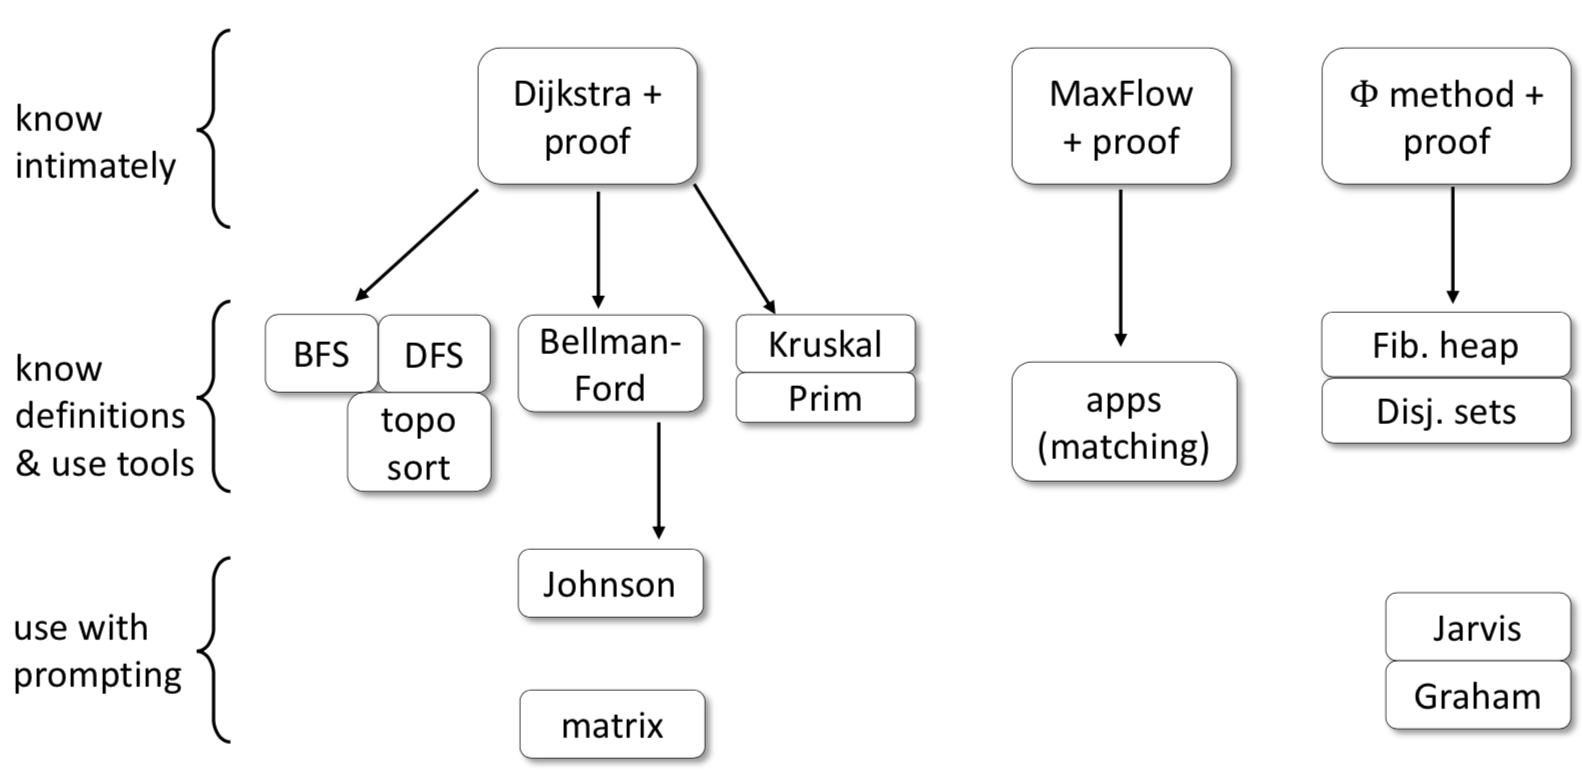 know
intimately
Dijkstra +
proof
MaxFlow
+ proof
Φ method +
proof
know
definitions
& use tools
BFS
DFS
topo
sort
Bellman-
Ford
Kruskal
Prim
apps
(matching)
Fib. heap
Disj. sets
use with
prompting
Johnson
matrix
Jarvis
Graham